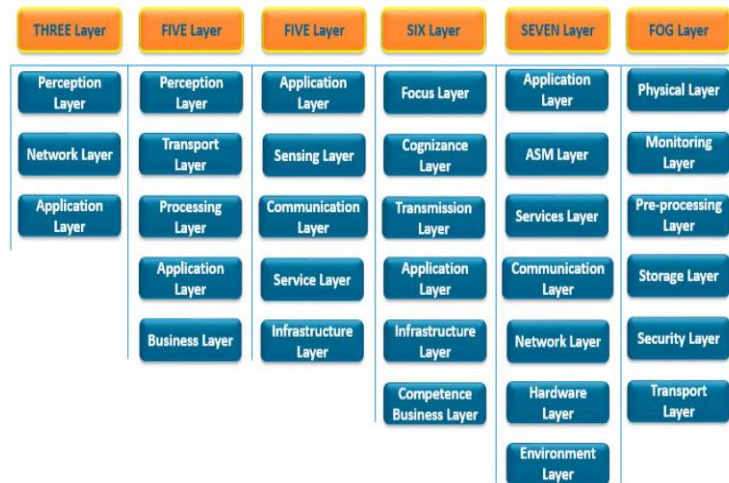 THREE Layer
Perception
Layer
Network Layer
Application
Layer
FIVE Layer
Perception
Layer
Transport
Layer
Processing
Layer
Application
Layer
Business Layer
FIVE Layer
Application
Layer
Sensing Layer
Communication
Layer
Service Layer
Infrastructure
Layer
SIX Layer
Focus Layer
Cognizance
Layer
Transmission
Layer
Application
Layer
Infrastructure
Layer
Competence
Business Layer
SEVEN Layer
Application
Layer
ASM Layer
Services Layer
Communication
Layer
Network Layer
Hardware
Layer
Environment
Layer
FOG Layer
Physical Layer
Monitoring
Layer
Pre-processing
Layer
Storage Layer
Security Layer
Transport
Layer